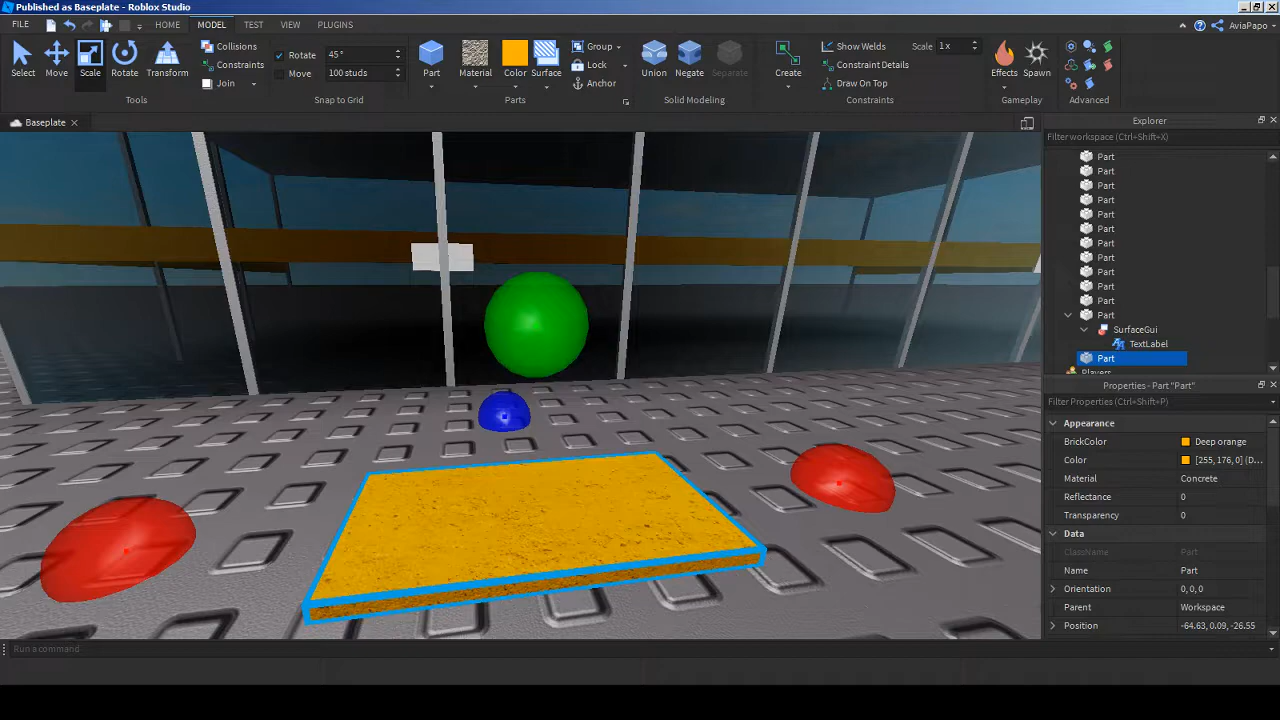 Published as Baseplate - Roblox Studio
FILE HOME MODEL TEST VIEW PLUGINS AviaPapo
Select Move Scale Rotate Transform
Collisions
Constraints
Join
Tools
Rotate 45°
Move 100 studs
Snap to Grid
Part Material Color Surface
Group
Lock
Anchor
Parts
Union Negate Separate
Solid Modeling
Create
Show Welds Scale 1x
Constraint Details
Draw On Top
Constraints
Effects Spawn
Gameplay
Advanced
Baseplate
Explorer
Filter workspace (Ctrl+Shift+X)
Part
Part
Part
Part
Part
Part
Part
Part
Part
Part
Part
Part
SurfaceGui
TextLabel
Part
Players
Properties - Part "Part"
Filter Properties (Ctrl+Shift+P)
Appearance
BrickColor Deep orange
Color [255, 176, 0] (D...
Material Concrete
Reflectance 0
Transparency 0
Data
ClassName Part
Name Part
Orientation 0, 0, 0
Parent Workspace
Position -64.63, 0.09, -26.55
Run a command